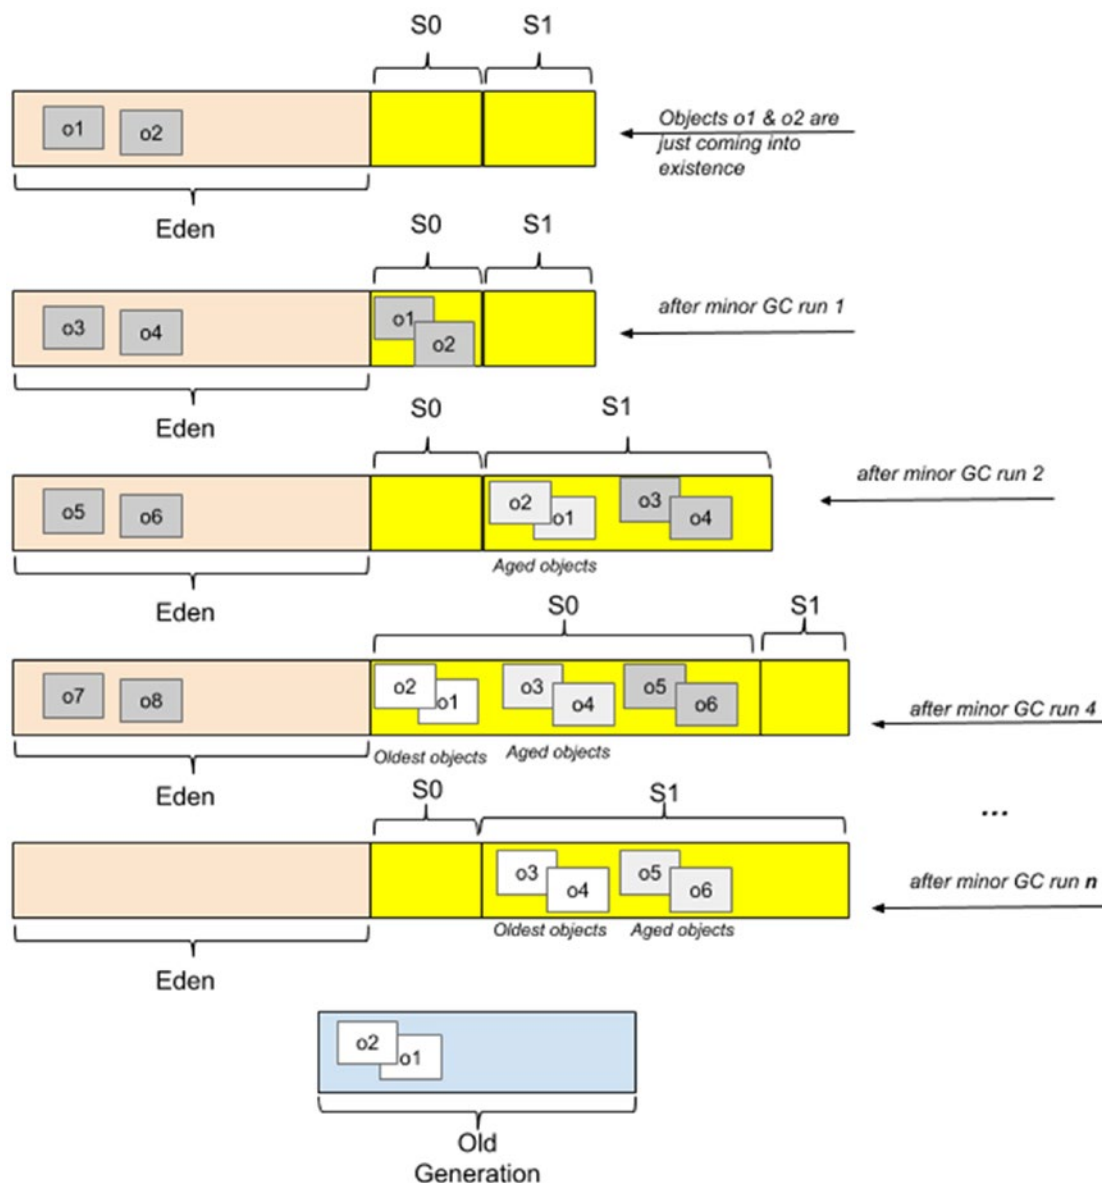 S0 S1
o1 o2
Objects o1 & o2 are
just coming into
existence
Eden
S0 S1
o3 o4 o1 o2
after minor GC run 1
Eden
S0 S1
o5 o6 o2 o1 o3 o4
after minor GC run 2
Aged objects
Eden
S0 S1
o7 o8 o2 o1 o3 o4 o5 o6
after minor GC run 4
Oldest objects Aged objects
Eden
S0 S1
...
o3 o4 o5 o6
after minor GC run n
Oldest objects Aged objects
Eden
o2 o1
Old
Generation